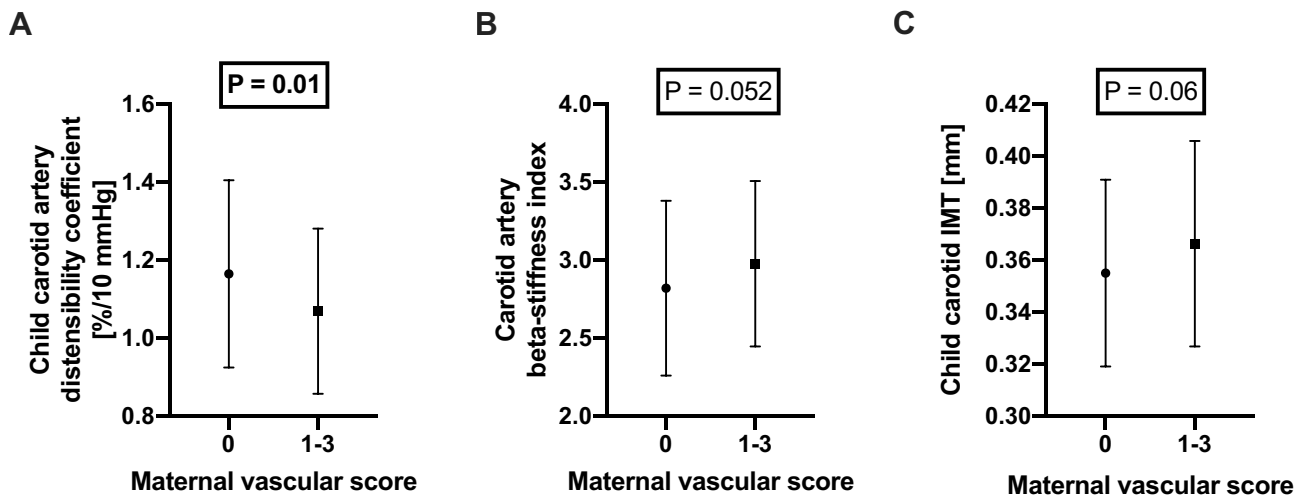 A
P = 0.01
Child carotid artery
distensibility coefficient
[%/10 mmHg]
1.6
1.4
1.2
1.0
0.8
0
1-3
Maternal vascular score
B
P = 0.052
Carotid artery
beta-stiffness index
4.0
3.5
3.0
2.5
2.0
0
1-3
Maternal vascular score
C
P = 0.06
Child carotid IMT [mm]
0.42
0.40
0.38
0.36
0.34
0.32
0.30
0
1-3
Maternal vascular score